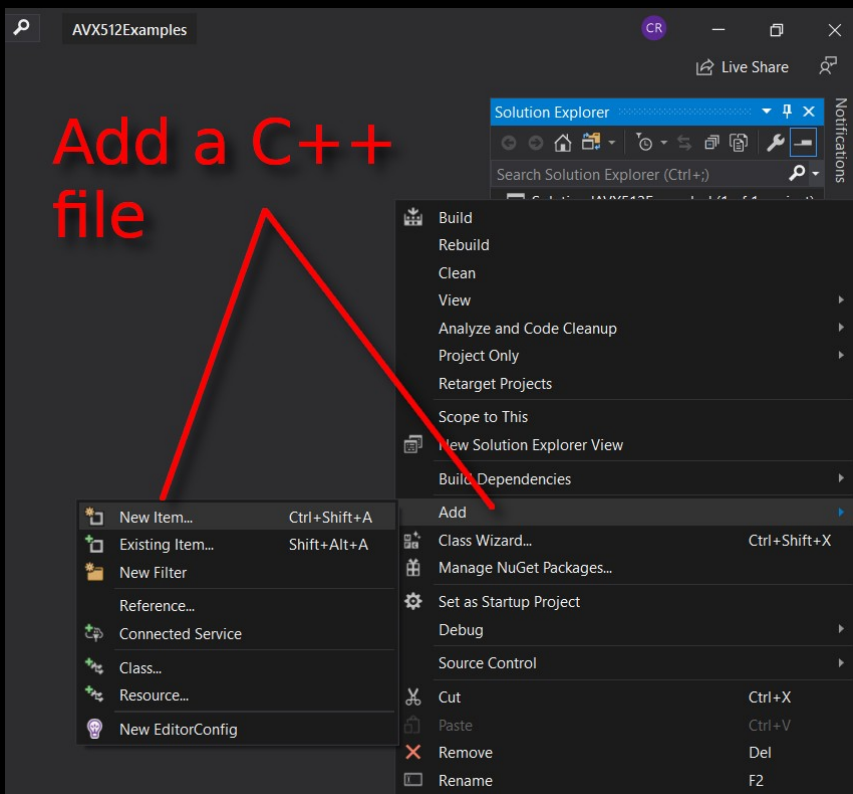 AVX512Examples
CR
Live Share
Add a C++
file
Notifications
Solution Explorer
Search Solution Explorer (Ctrl+;)
Build
Rebuild
Clean
View
Analyze and Code Cleanup
Project Only
Retarget Projects
Scope to This
New Solution Explorer View
Build Dependencies
Add
Class Wizard... Ctrl+Shift+X
Manage NuGet Packages...
Set as Startup Project
Debug
Source Control
Cut Ctrl+X
Paste Ctrl+V
Remove Del
Rename F2
New Item... Ctrl+Shift+A
Existing Item... Shift+Alt+A
New Filter
Reference...
Connected Service
Class...
Resource...
New EditorConfig